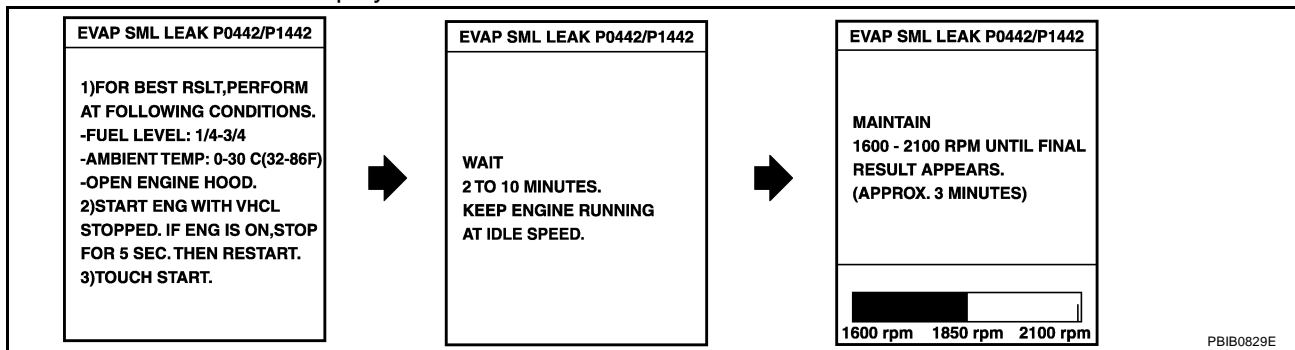 EVAP SML LEAK P0442/P1442
1)FOR BEST RSLT,PERFORM
AT FOLLOWING CONDITIONS.
-FUEL LEVEL: 1/4-3/4
-AMBIENT TEMP: 0-30 C(32-86F)
-OPEN ENGINE HOOD.
2)START ENG WITH VHCL
STOPPED. IF ENG IS ON,STOP
FOR 5 SEC. THEN RESTART.
3)TOUCH START.
EVAP SML LEAK P0442/P1442
WAIT
2 TO 10 MINUTES.
KEEP ENGINE RUNNING
AT IDLE SPEED.
EVAP SML LEAK P0442/P1442
MAINTAIN
1600 - 2100 RPM UNTIL FINAL
RESULT APPEARS.
(APPROX. 3 MINUTES)
1600 rpm 1850 rpm 2100 rpm
PBIB0829E